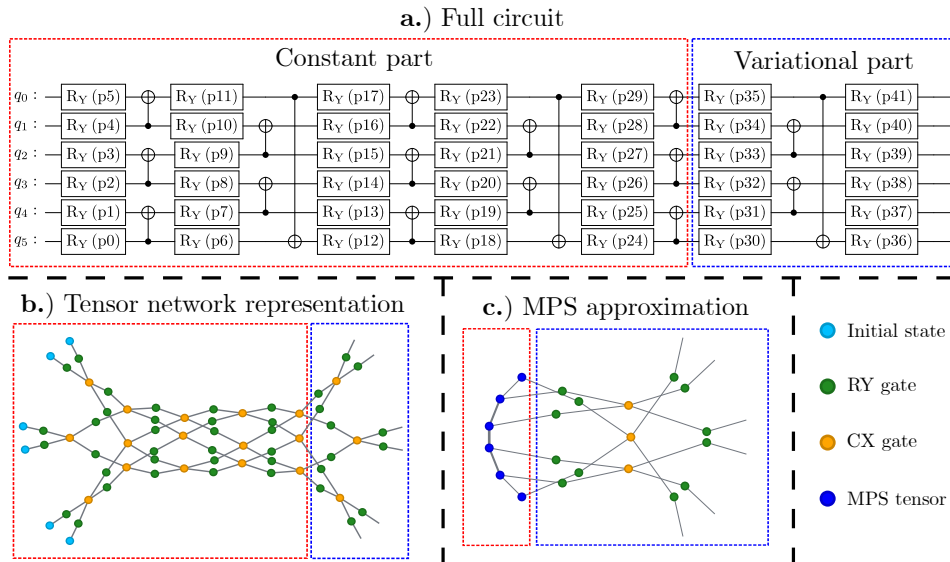 a.) Full circuit
Constant part
Variational part
q0 : RY (p5) RY (p11) RY (p17) RY (p23) RY (p29) RY (p35) RY (p41)
q1 : RY (p4) RY (p10) RY (p16) RY (p22) RY (p28) RY (p34) RY (p40)
q2 : RY (p3) RY (p9) RY (p15) RY (p21) RY (p27) RY (p33) RY (p39)
q3 : RY (p2) RY (p8) RY (p14) RY (p20) RY (p26) RY (p32) RY (p38)
q4 : RY (p1) RY (p7) RY (p13) RY (p19) RY (p25) RY (p31) RY (p37)
q5 : RY (p0) RY (p6) RY (p12) RY (p18) RY (p24) RY (p30) RY (p36)
b.) Tensor network representation
c.) MPS approximation
Initial state
RY gate
CX gate
MPS tensor